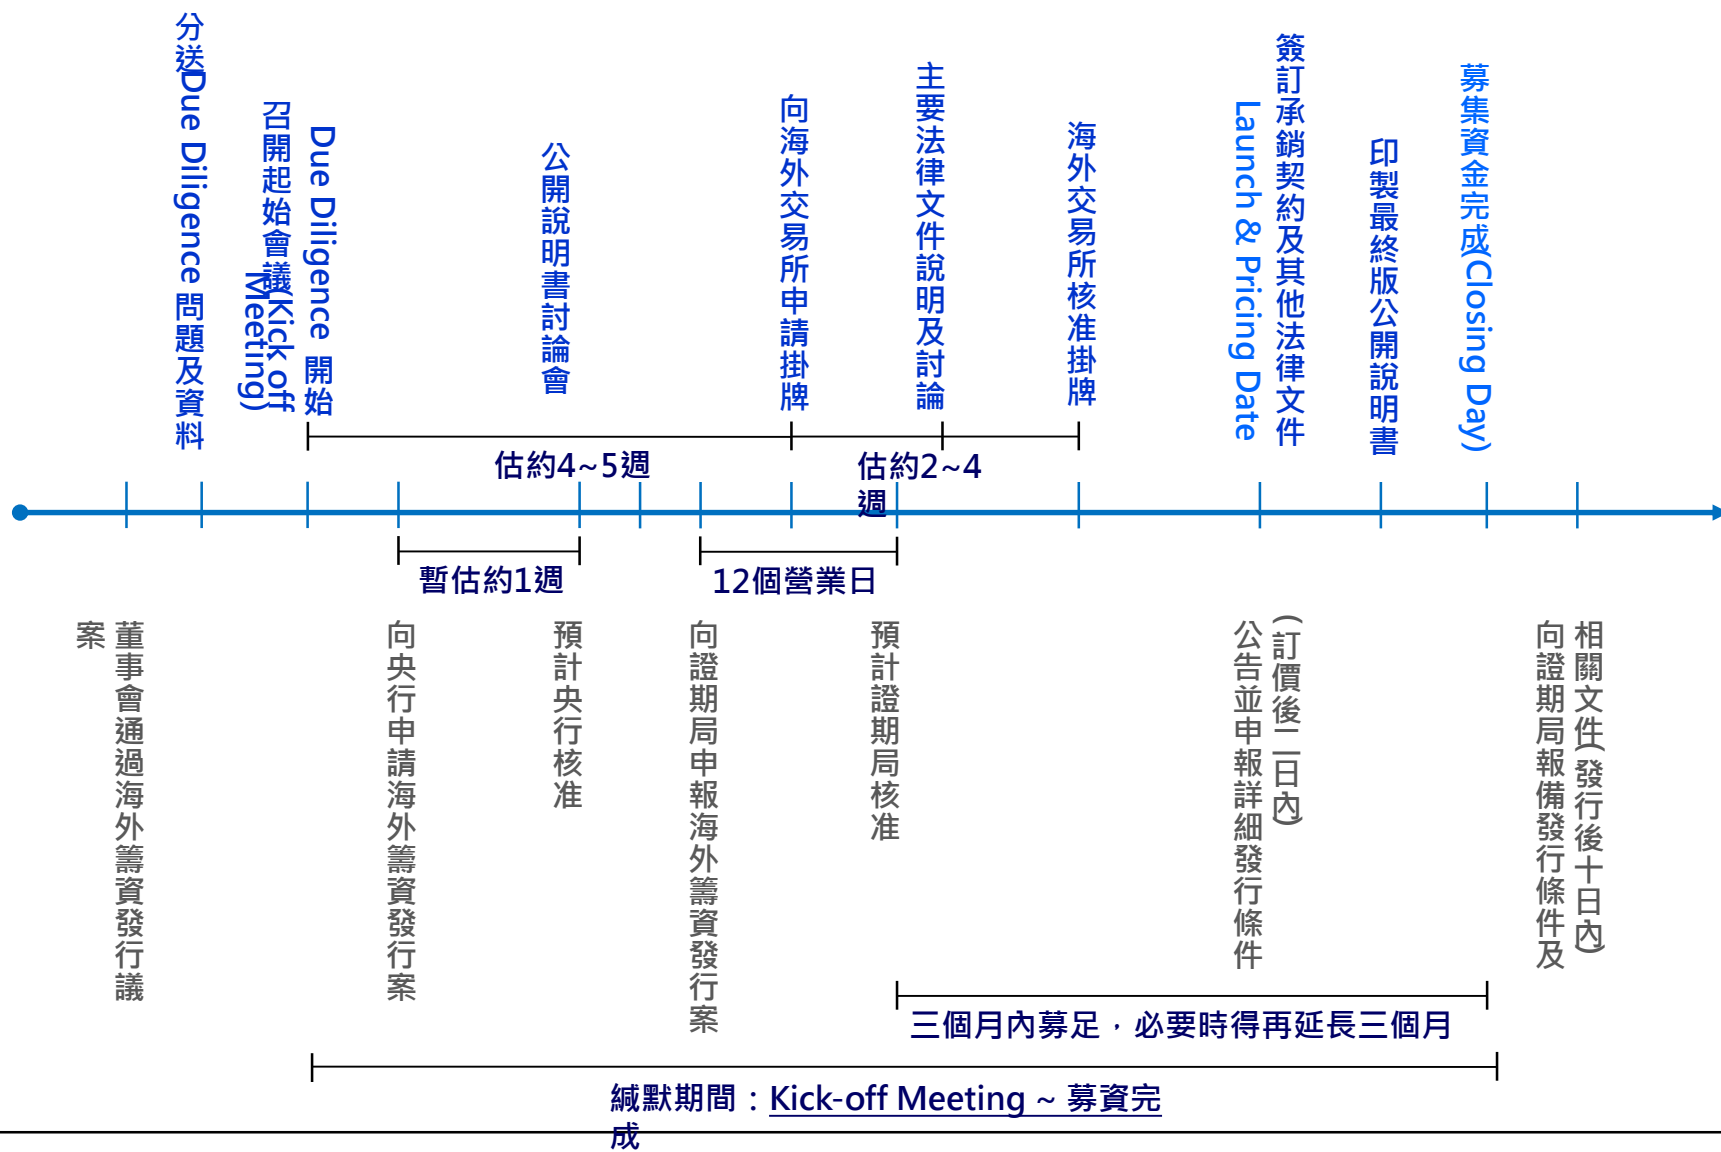 分送Due Diligence 問題及資料
召開起始會議(Kick off
Meeting)
Due Diligence 開始
公開說明書討論會
向海外交易所申請掛牌
主要法律文件說明及討論
海外交易所核准掛牌
Launch & Pricing Date
簽訂承銷契約及其他法律文件
印製最終版公開說明書
募集資金完成(Closing Day)
估約4~5週
估約2~4
週
暫估約1週
12個營業日
董事會通過海外籌資發行議
案
向央行申請海外籌資發行案
預計央行核准
向證期局申報海外籌資發行案
預計證期局核准
公告並申報詳細發行條件
(訂價後二日內)
向證期局報備發行條件及
相關文件(發行後十日內)
三個月內募足，必要時得再延長三個月
緘默期間：Kick-off Meeting ~ 募資完
成